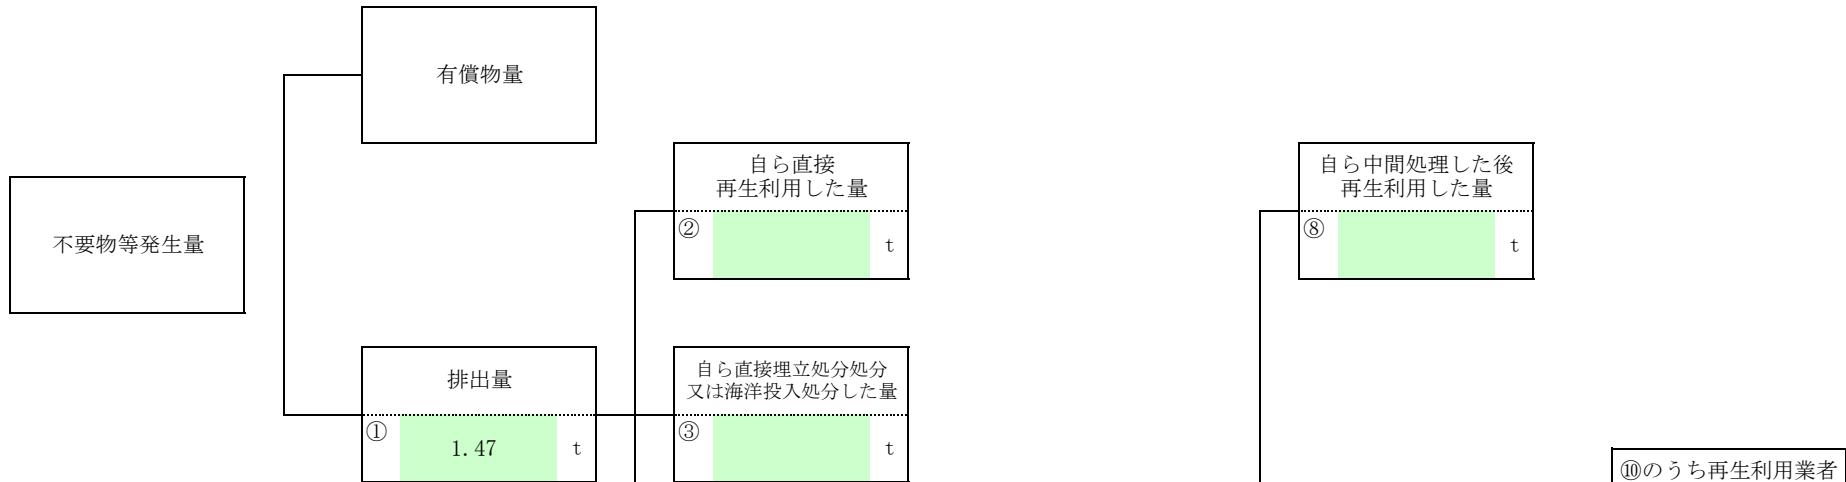 有償物量
自ら直接
再生利用した量
② t
自ら中間処理した後
再生利用した量
⑧ t
不要物等発生量
排出量
① 1.47 t
自ら直接埋立処分処分
又は海洋投入処分した量
③ t
⑩のうち再生利用業者